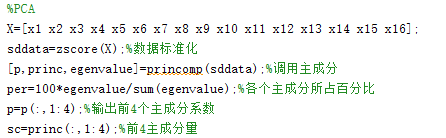 %PCA
X=[x1 x2 x3 x4 x5 x6 x7 x8 x9 x10 x11 x12 x13 x14 x15 x16];
sddata=zscore(X);%数据标准化
[p,princ,egenvalue]=princomp(sddata);%调用主成分
per=100*egenvalue/sum(egenvalue);%各个主成分所占百分比
p=p(:,1:4);%输出前4个主成分系数
sc=princ(:,1:4);%前4主成分量